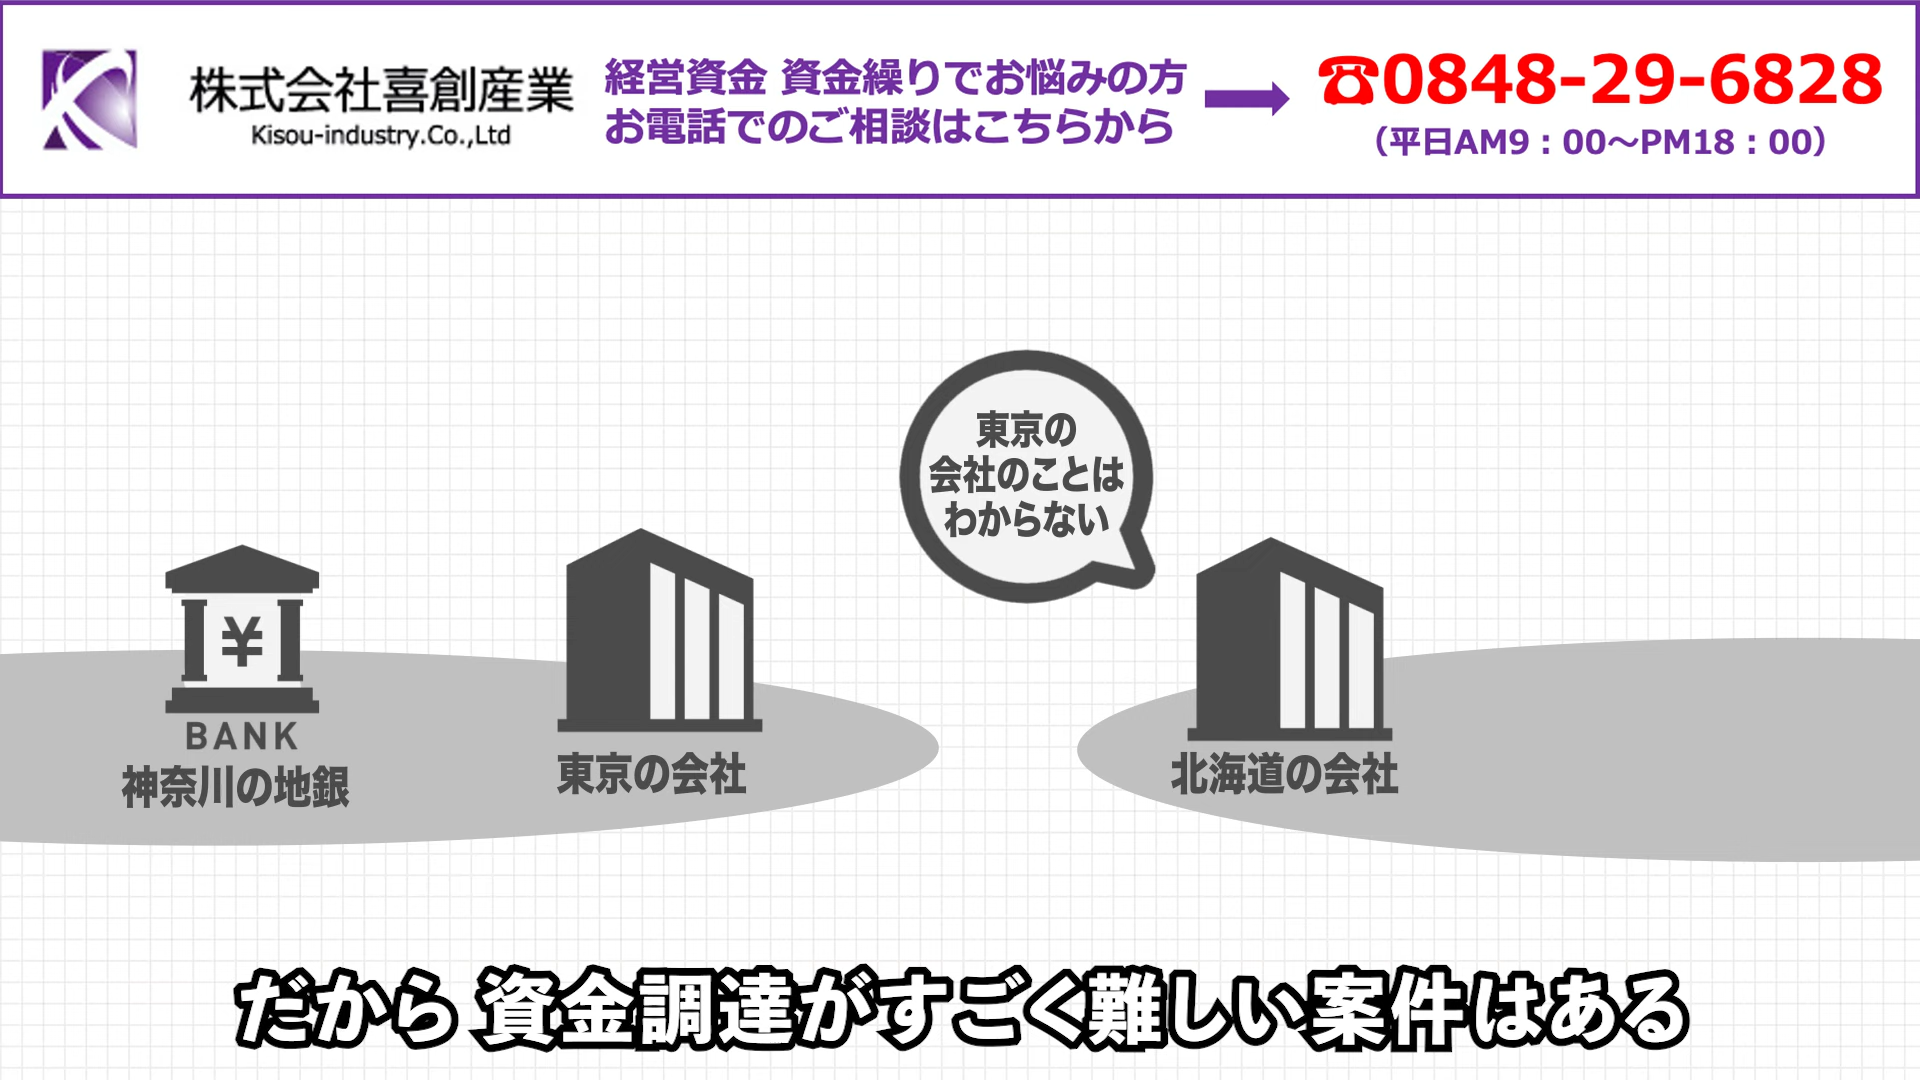 株式会社喜創産業
Kisou-industry.Co.,Ltd
経営資金 資金繰りでお悩みの方
お電話でのご相談はこちらから
☎0848-29-6828
（平日AM9：00～PM18：00）
東京の
会社のことは
わからない
¥
BANK
神奈川の地銀
東京の会社
北海道の会社
だから 資金調達がすごく難しい案件はある